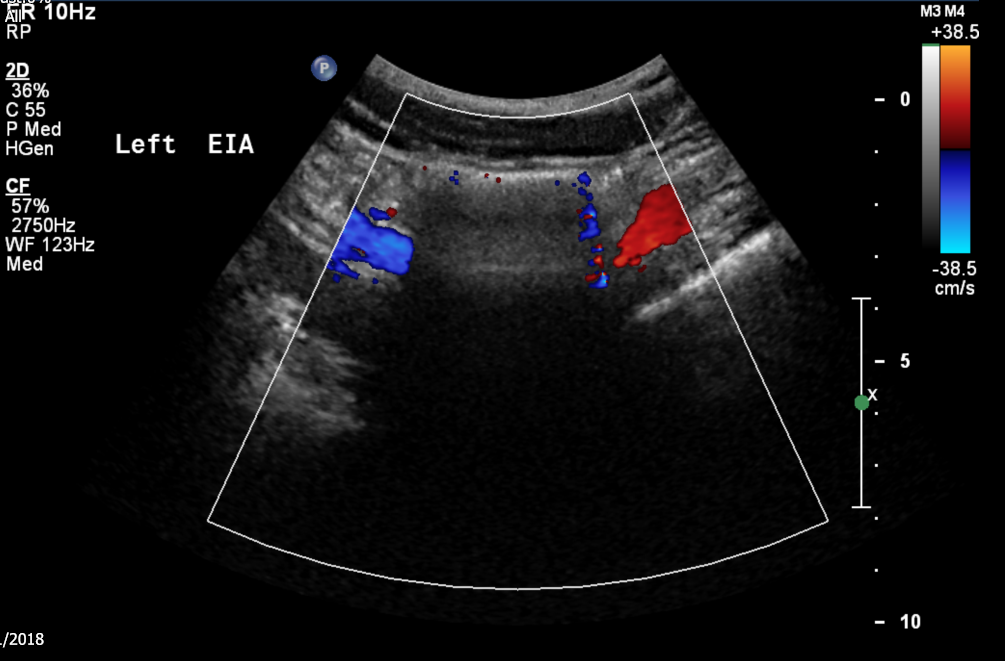 FR 10Hz
All
RP
2D
36%
C 55
P Med
HGen
CF
57%
2750Hz
WF 123Hz
Med
P
Left EIA
M3 M4
+38.5
-38.5
cm/s
0
5
x
10
/2018